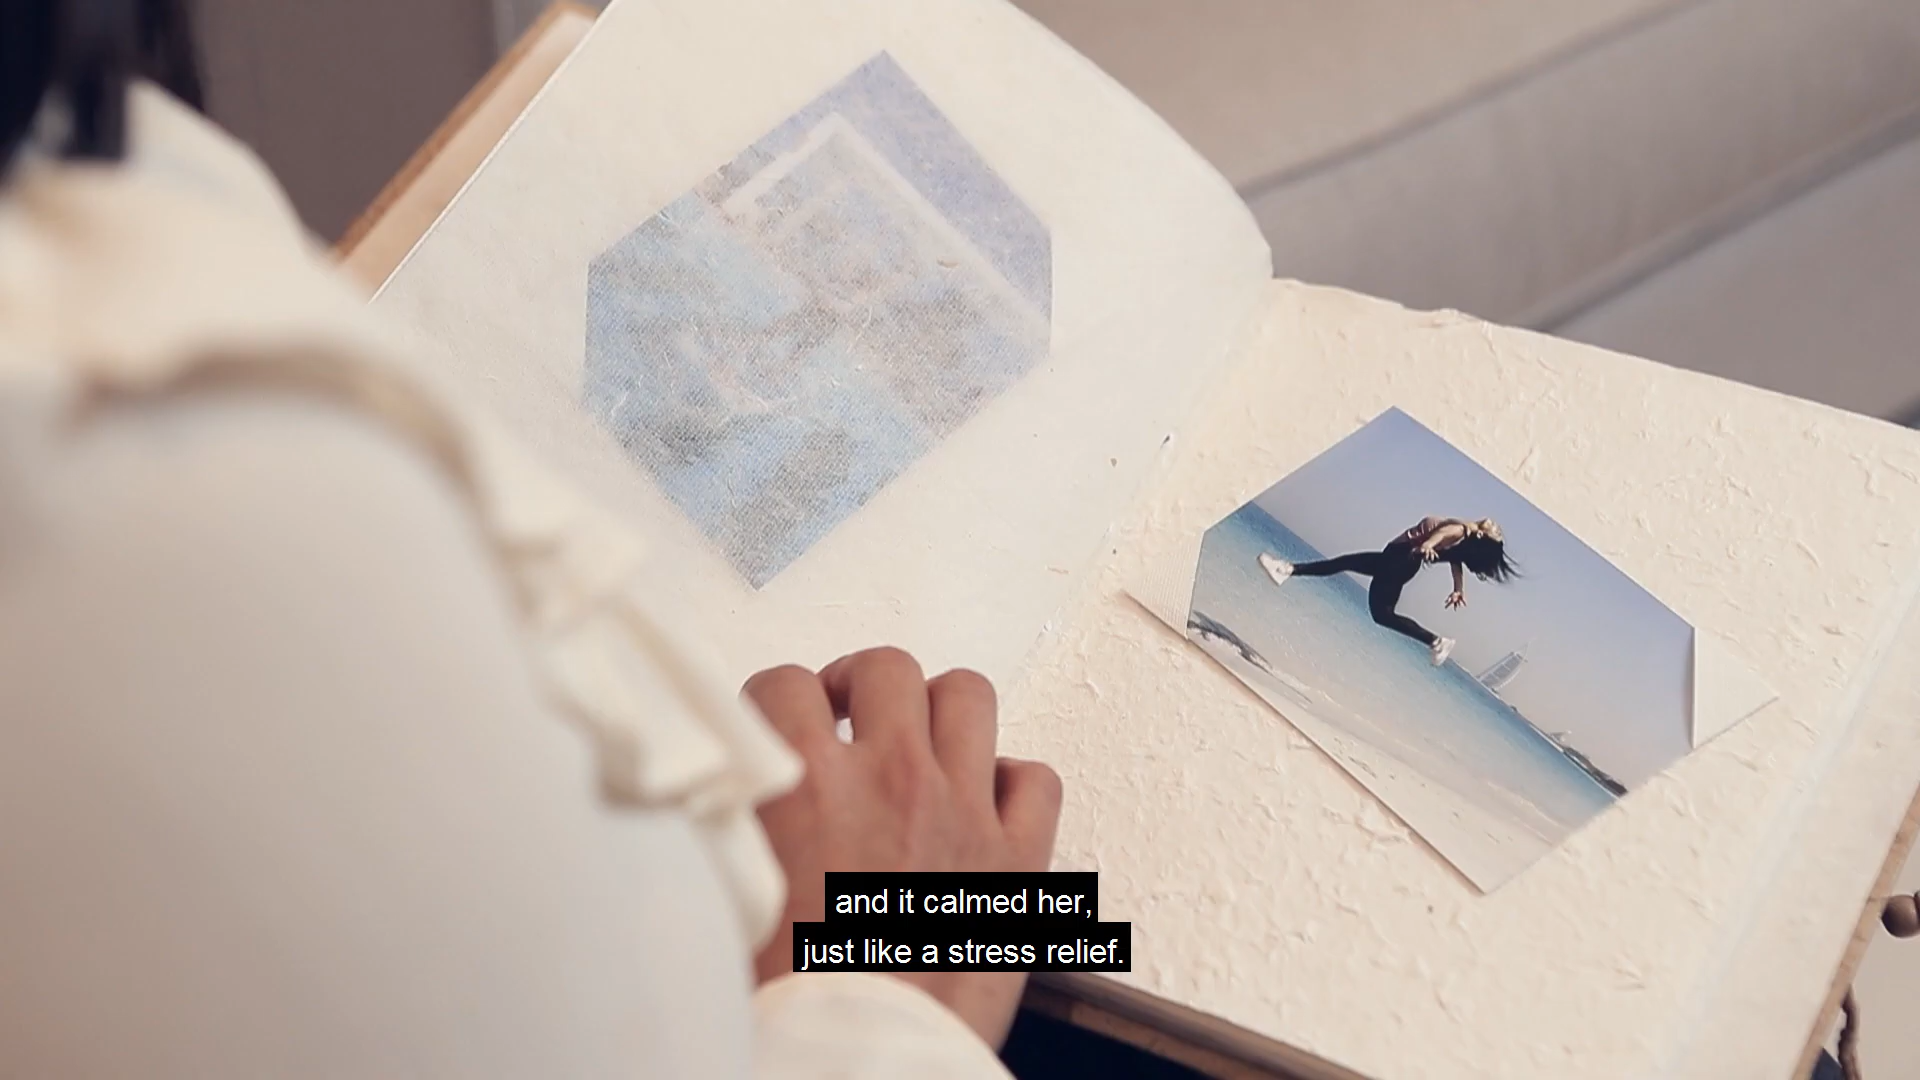 and it calmed her,
just like a stress relief.